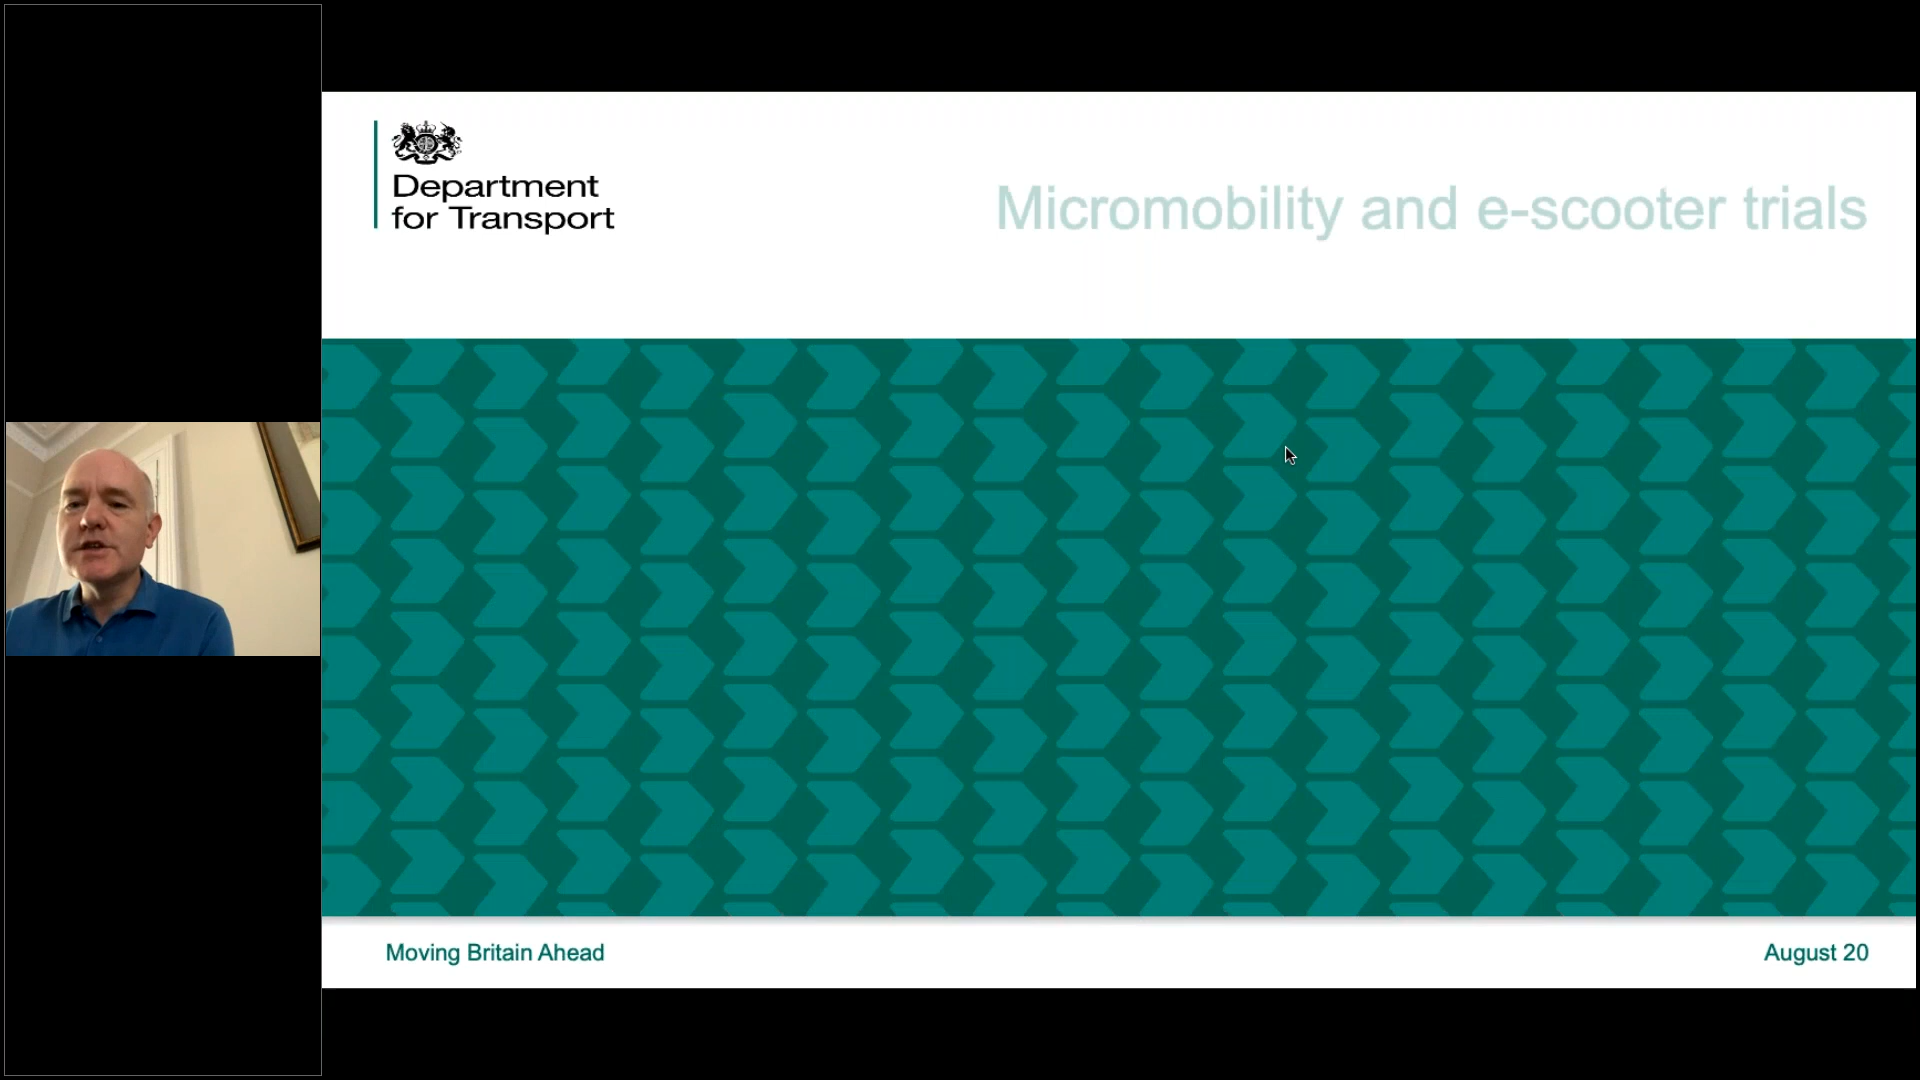 Department
for Transport
Micromobility and e-scooter trials
Moving Britain Ahead
August 20